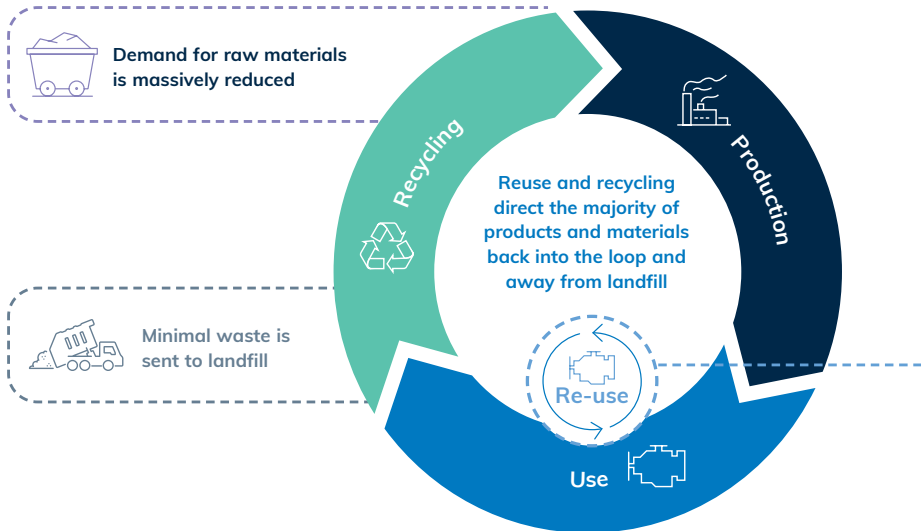 Demand for raw materials
is massively reduced
Recycling
Production
Reuse and recycling
direct the majority of
products and materials
back into the loop and
away from landfill
Minimal waste is
sent to landfill
Re-use
Use